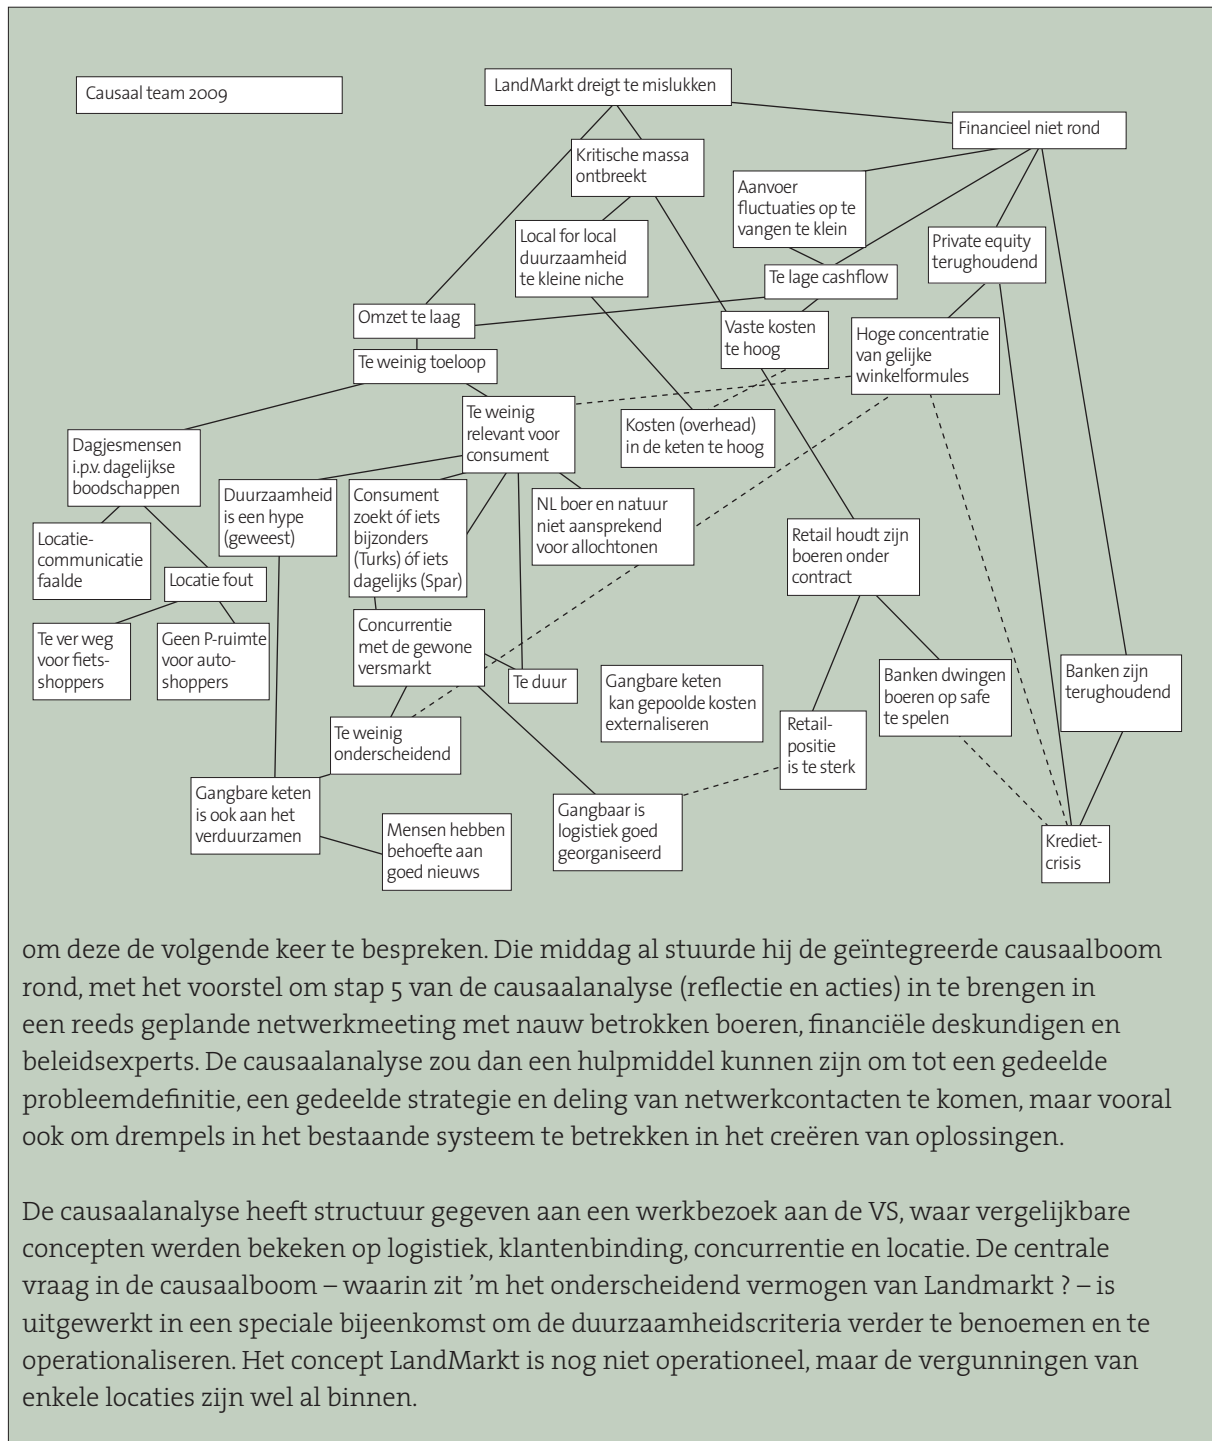 Causaal team 2009
LandMarkt dreigt te mislukken
Financieel niet rond
Kritische massa
ontbreekt
Aanvoer
fluctuaties op te
vangen te klein
Local for local
duurzaamheid
te kleine niche
Private equity
terughoudend
Te lage cashflow
Omzet te laag
Vaste kosten
te hoog
Hoge concentratie
van gelijke
winkelformules
Te weinig toeloop
Te weinig
relevant voor
consument
Kosten (overhead)
in de keten te hoog
Dagjesmensen
i.p.v. dagelijkse
boodschappen
Duurzaamheid
is een hype
(geweest)
Consument
zoekt óf iets
bijzonders
(Turks) óf iets
dagelijks (Spar)
NL boer en natuur
niet aansprekend
voor allochtonen
Retail houdt zijn
boeren onder
contract
Locatie-
communicatie
faalde
Locatie fout
Te ver weg
voor fiets-
shoppers
Geen P-ruimte
voor auto-
shoppers
Concurrentie
met de gewone
versmarkt
Te duur
Gangbare keten
kan gepoolde kosten
externaliseren
Banken dwingen
boeren op safe
te spelen
Banken zijn
terughoudend
Te weinig
onderscheidend
Retail-
positie
is te sterk
Gangbare keten
is ook aan het
verduurzamen
Mensen hebben
behoefte aan
goed nieuws
Gangbaar is
logistiek goed
georganiseerd
Krediet-
crisis
om deze de volgende keer te bespreken. Die middag al stuurde hij de geïntegreerde causaalboom
rond, met het voorstel om stap 5 van de causaalanalyse (reflectie en acties) in te brengen in
een reeds geplande netwerkmeeting met nauw betrokken boeren, financiële deskundigen en
beleidsexperts. De causaalanalyse zou dan een hulpmiddel kunnen zijn om tot een gedeelde
probleemdefinitie, een gedeelde strategie en deling van netwerkcontacten te komen, maar vooral
ook om drempels in het bestaande systeem te betrekken in het creëren van oplossingen.
De causaalanalyse heeft structuur gegeven aan een werkbezoek aan de VS, waar vergelijkbare
concepten werden bekeken op logistiek, klantenbinding, concurrentie en locatie. De centrale
vraag in de causaalboom – waarin zit ’m het onderscheidend vermogen van Landmarkt ? – is
uitgewerkt in een speciale bijeenkomst om de duurzaamheidscriteria verder te benoemen en te
operationaliseren. Het concept LandMarkt is nog niet operationeel, maar de vergunningen van
enkele locaties zijn wel al binnen.